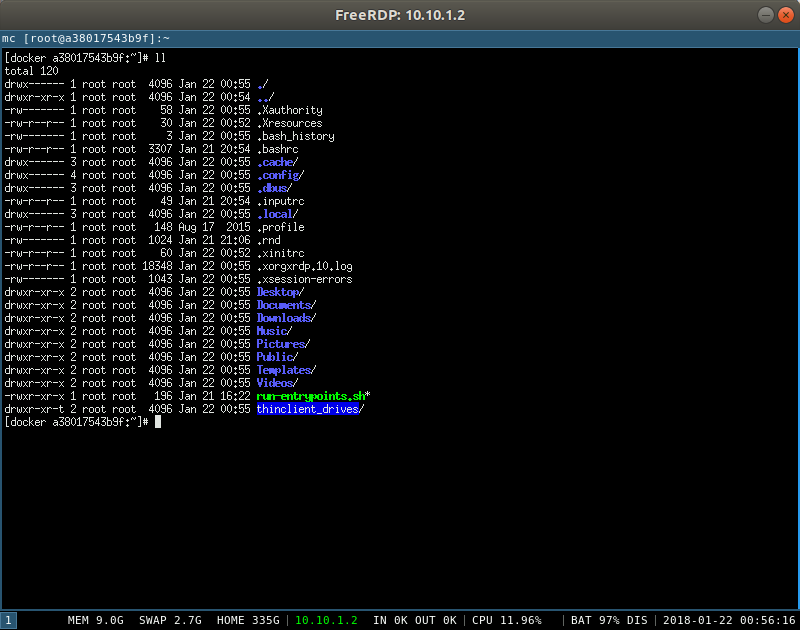 FreeRDP: 10.10.1.2
mc [root@a38017543b9f]:~
[docker a38017543b9f:~]# ll
total 120
drwx------ 1 root root  4096 Jan 22 00:55 ./
drwxr-xr-x 1 root root  4096 Jan 22 00:54 ../
-rw------- 1 root root    58 Jan 22 00:55 .Xauthority
-rw-r--r-- 1 root root    30 Jan 22 00:52 .Xresources
-rw------- 1 root root     3 Jan 22 00:55 .bash_history
-rw-r--r-- 1 root root  3307 Jan 21 20:54 .bashrc
drwx------ 3 root root  4096 Jan 22 00:55 .cache/
drwx------ 4 root root  4096 Jan 22 00:55 .config/
drwx------ 3 root root  4096 Jan 22 00:55 .dbus/
-rw-r--r-- 1 root root    49 Jan 21 20:54 .inputrc
drwx------ 3 root root  4096 Jan 22 00:55 .local/
-rw-r--r-- 1 root root   148 Aug 17  2015 .profile
-rw------- 1 root root  1024 Jan 21 21:06 .rnd
-rw-r--r-- 1 root root    60 Jan 22 00:52 .xinitrc
-rw-r--r-- 1 root root 18348 Jan 22 00:55 .xorgxrdp.10.log
-rw------- 1 root root  1043 Jan 22 00:55 .xsession-errors
drwxr-xr-x 2 root root  4096 Jan 22 00:55 Desktop/
drwxr-xr-x 2 root root  4096 Jan 22 00:55 Documents/
drwxr-xr-x 2 root root  4096 Jan 22 00:55 Downloads/
drwxr-xr-x 2 root root  4096 Jan 22 00:55 Music/
drwxr-xr-x 2 root root  4096 Jan 22 00:55 Pictures/
drwxr-xr-x 2 root root  4096 Jan 22 00:55 Public/
drwxr-xr-x 2 root root  4096 Jan 22 00:55 Templates/
drwxr-xr-x 2 root root  4096 Jan 22 00:55 Videos/
-rwxr-xr-x 1 root root   196 Jan 21 16:22 run-entrypoints.sh*
drwxr-xr-t 2 root root  4096 Jan 22 00:55 thinclient_drives/
[docker a38017543b9f:~]#
1 MEM 9.0G SWAP 2.7G HOME 335G | 10.10.1.2 IN 0K OUT 0K | CPU 11.96% | BAT 97% DIS | 2018-01-22 00:56:16